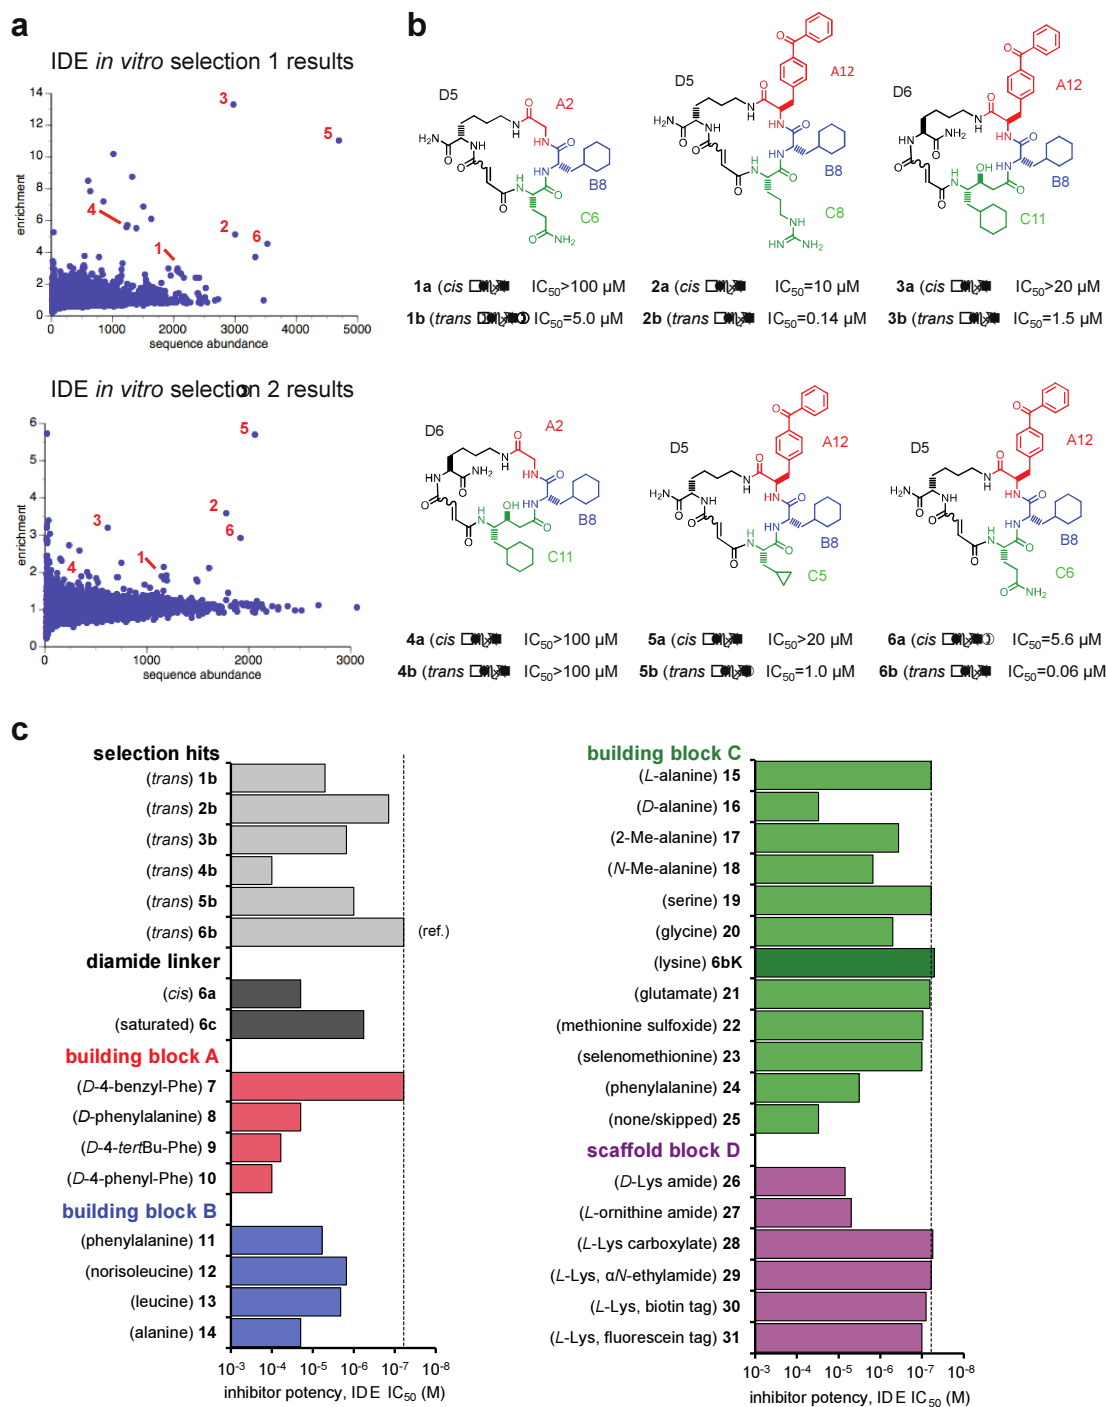 a
IDE in vitro selection 1 results
14
12
10
8
6
4
2
0
enrichment
3
5
4
2
6
1
0
1000
2000
3000
4000
5000
sequence abundance
IDE in vitro selection 2 results
6
5
4
3
2
1
0
enrichment
5
2
3
6
1
4
0
1000
2000
3000
sequence abundance
b
D5
A2
B8
C6
D5
A12
B8
C8
D6
A12
B8
C11
1a (cis
IC50>100 µM
2a (cis
IC50=10 µM
3a (cis
IC50>20 µM
1b (trans
IC50=5.0 µM
2b (trans
IC50=0.14 µM
3b (trans
IC50=1.5 µM
D6
A2
B8
C11
D5
A12
B8
C5
D5
A12
B8
C6
4a (cis
IC50>100 µM
5a (cis
IC50>20 µM
6a (cis
IC50=5.6 µM
4b (trans
IC50>100 µM
5b (trans
IC50=1.0 µM
6b (trans
IC50=0.06 µM
c
selection hits
(trans) 1b
(trans) 2b
(trans) 3b
(trans) 4b
(trans) 5b
(trans) 6b
(ref.)
diamide linker
(cis) 6a
(saturated) 6c
building block A
(D-4-benzyl-Phe) 7
(D-phenylalanine) 8
(D-4-tertBu-Phe) 9
(D-4-phenyl-Phe) 10
building block B
(phenylalanine) 11
(norisoleucine) 12
(leucine) 13
(alanine) 14
10-3 10-4 10-5 10-6 10-7 10-8
inhibitor potency, IDE IC50 (M)
building block C
(L-alanine) 15
(D-alanine) 16
(2-Me-alanine) 17
(N-Me-alanine) 18
(serine) 19
(glycine) 20
(lysine) 6bK
(glutamate) 21
(methionine sulfoxide) 22
(selenomethionine) 23
(phenylalanine) 24
(none/skipped) 25
scaffold block D
(D-Lys amide) 26
(L-ornithine amide) 27
(L-Lys carboxylate) 28
(L-Lys, αN-ethylamide) 29
(L-Lys, biotin tag) 30
(L-Lys, fluorescein tag) 31
10-3 10-4 10-5 10-6 10-7 10-8
inhibitor potency, IDE IC50 (M)